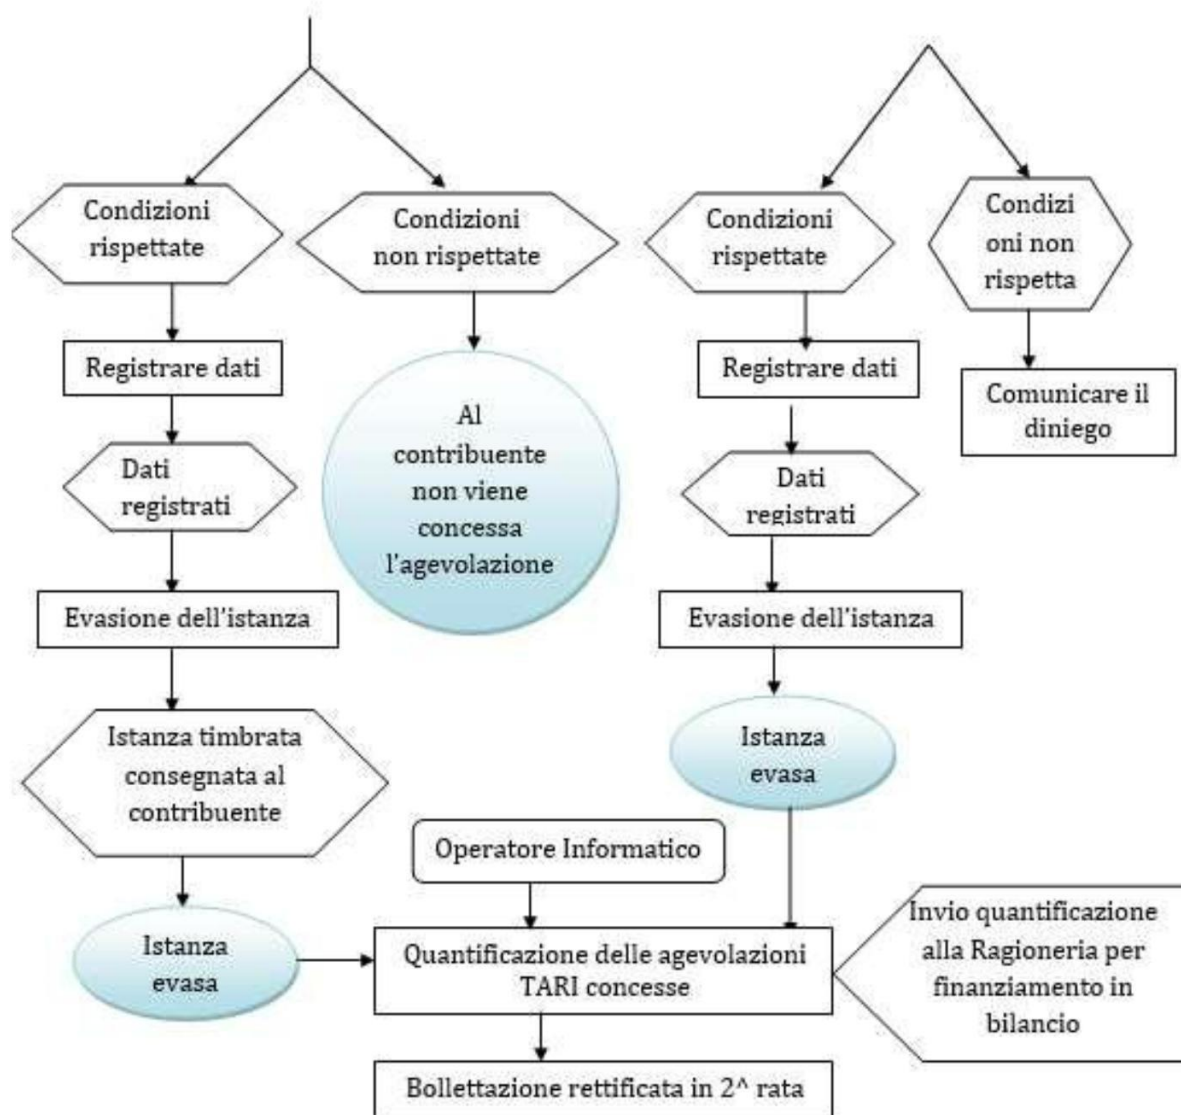 Condizioni
rispettate
Condizioni
non rispettate
Condizioni
rispettate
Condizi
oni non
rispetta
Registrare dati
Registrare dati
Comunicare il
diniego
Al
contribuente
non viene
concessa
l'agevolazione
Dati
registrati
Dati
registrati
Evasione dell'istanza
Evasione dell'istanza
Istanza timbrata
consegnata al
contribuente
Istanza
evasa
Operatore Informatico
Istanza
evasa
Quantificazione delle agevolazioni
TARI concesse
Invio quantificazione
alla Ragioneria per
finanziamento in
bilancio
Bollettazione rettificata in 2^ rata